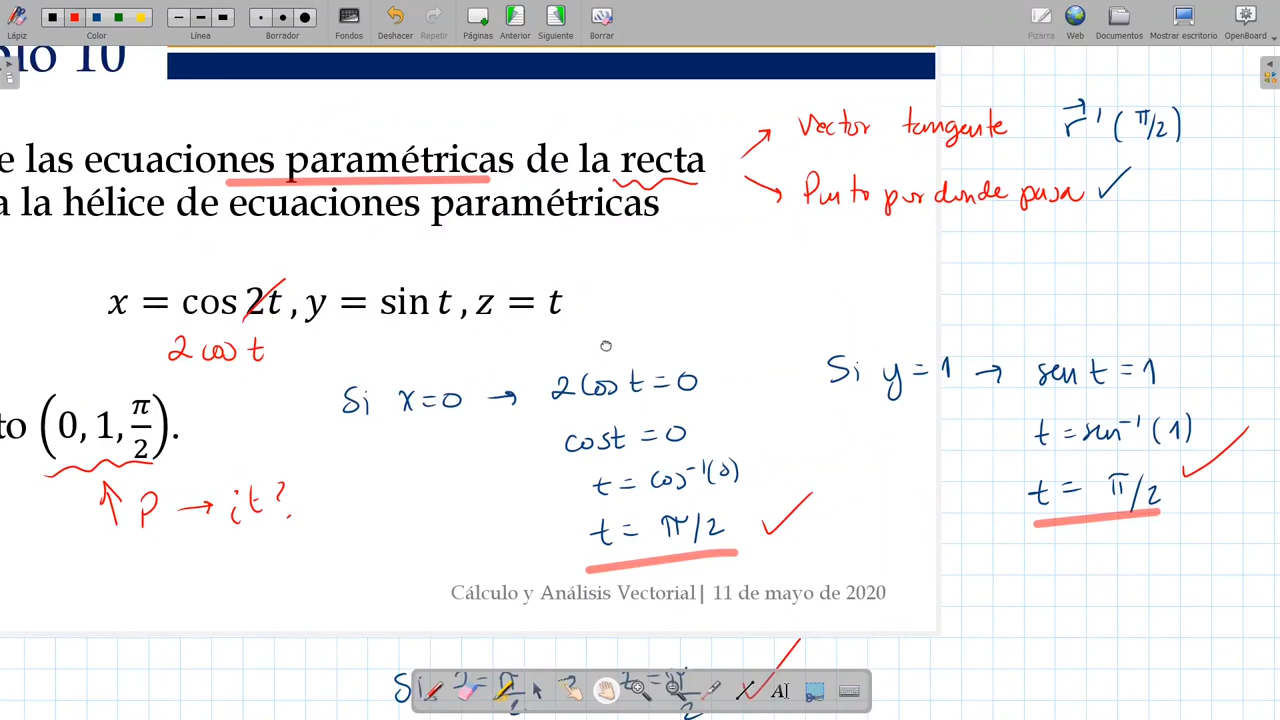 Lápiz Color Línea Borrador Fondos Deshacer Repetir Páginas Anterior Siguiente Borrar Pizarra Web Documentos Mostrar escritorio OpenBoard
10
Vector tangente r⃗'(π/2)
e las ecuaciones paramétricas de la recta
Punto por donde pasa ✓
a la hélice de ecuaciones paramétricas
x = cos 2t , y = sin t , z = t
2 cos t
Si x=0 → 2 cos t = 0
cos t = 0
t = cos⁻¹(0)
t = π/2 ✓
Si y = 1 → sen t = 1
t = sen⁻¹(1)
t = π/2 ✓
to (0, 1, π/2).
↑ P → ¿t?
Cálculo y Análisis Vectorial| 11 de mayo de 2020
Si